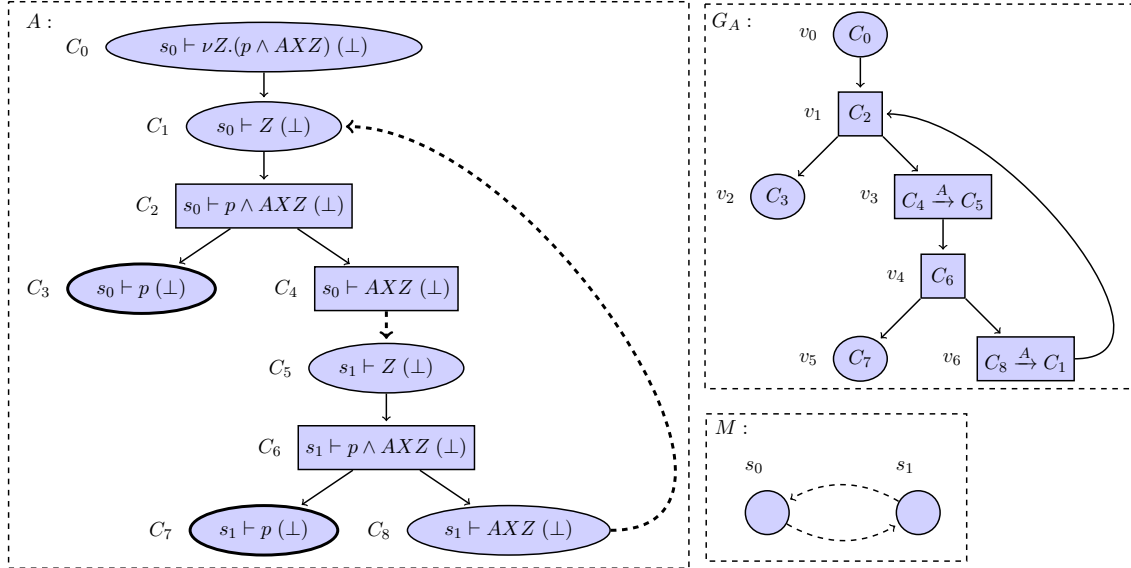 A :
C₀
s₀ ⊢ νZ.(p ∧ AXZ) (⊥)
C₁
s₀ ⊢ Z (⊥)
C₂
s₀ ⊢ p ∧ AXZ (⊥)
C₃
s₀ ⊢ p (⊥)
C₄
s₀ ⊢ AXZ (⊥)
C₅
s₁ ⊢ Z (⊥)
C₆
s₁ ⊢ p ∧ AXZ (⊥)
C₇
s₁ ⊢ p (⊥)
C₈
s₁ ⊢ AXZ (⊥)
G_A :
v₀
C₀
v₁
C₂
v₂
C₃
v₃
C₄ –A→ C₅
v₄
C₆
v₅
C₇
v₆
C₈ –A→ C₁
M :
s₀
s₁